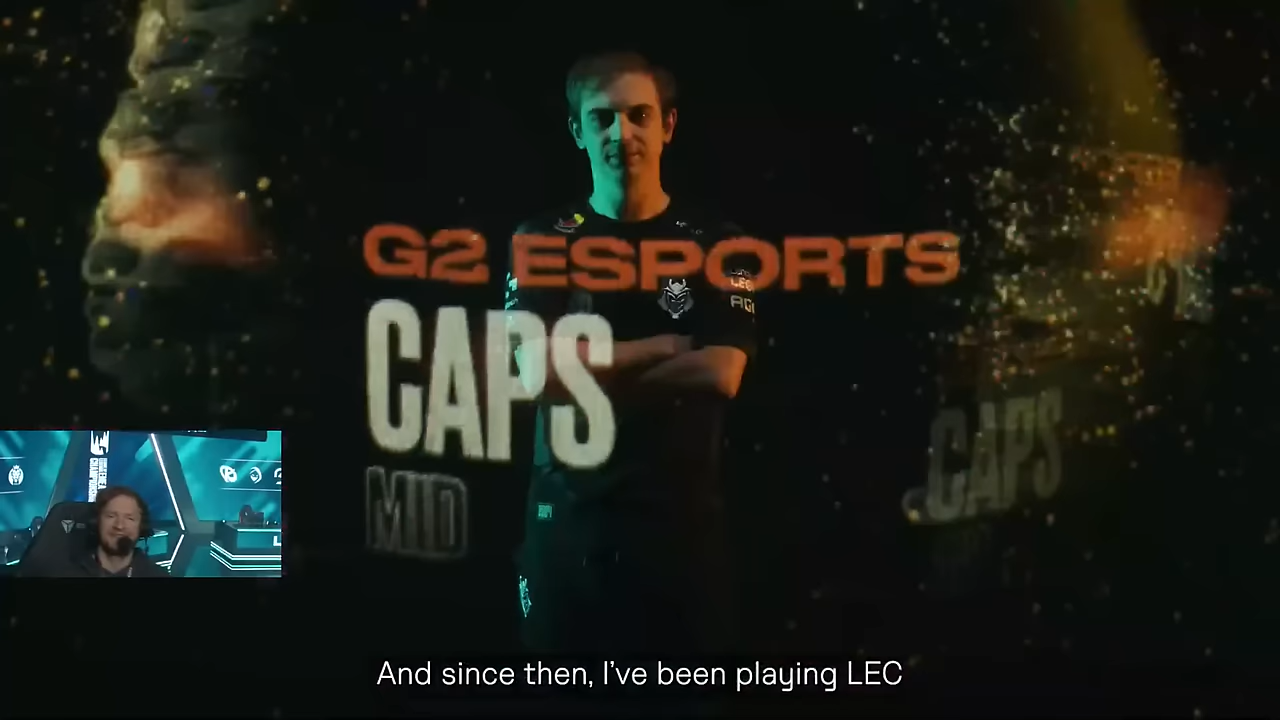 G2 ESPORTS
CAPS
MID
CAPS
And since then, I've been playing LEC